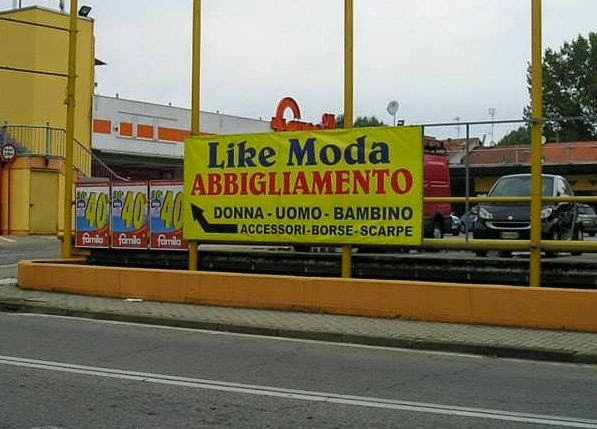 Like Moda
ABBIGLIAMENTO
DONNA - UOMO - BAMBINO
ACCESSORI-BORSE-SCARPE
40%
famila
40%
famila
40
famila